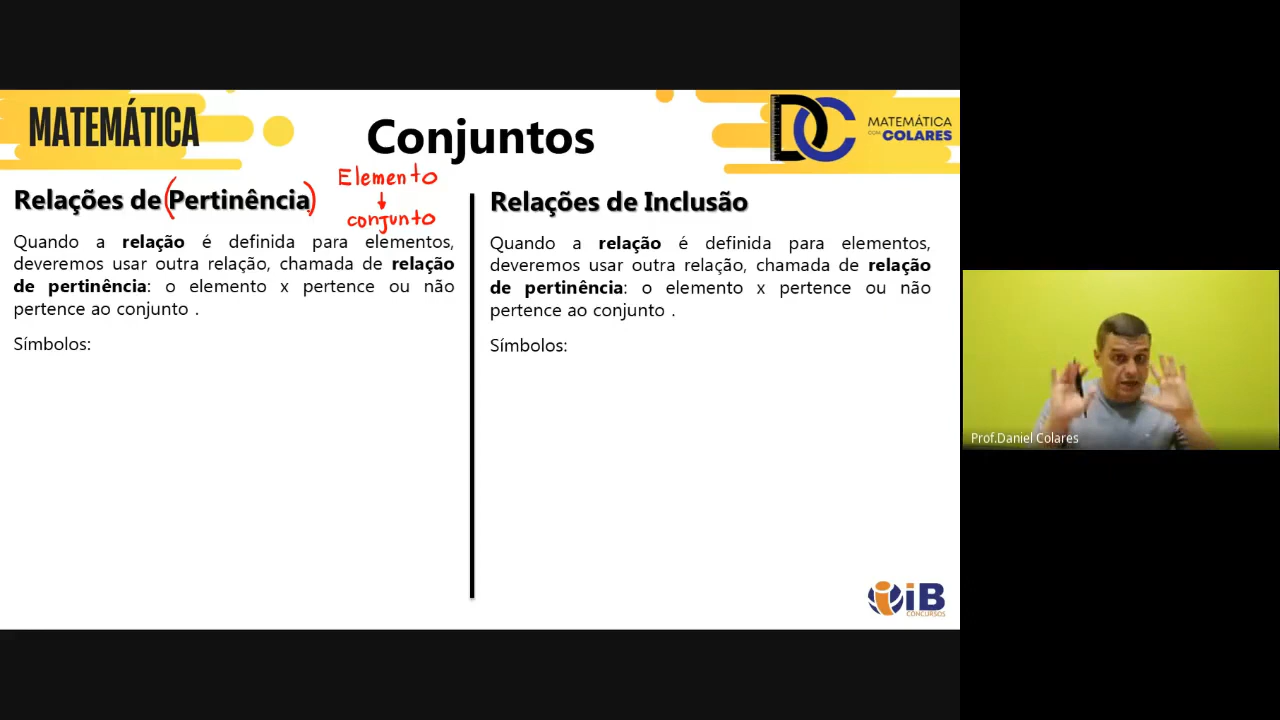 MATEMÁTICA
Conjuntos
DC
MATEMÁTICA
COM COLARES
Relações de (Pertinência)
Elemento
↓
conjunto
Quando a relação é definida para elementos,
deveremos usar outra relação, chamada de relação
de pertinência: o elemento x pertence ou não
pertence ao conjunto .
Símbolos:
Relações de Inclusão
Quando a relação é definida para elementos,
deveremos usar outra relação, chamada de relação
de pertinência: o elemento x pertence ou não
pertence ao conjunto .
Símbolos:
iB
CONCURSOS
Prof.Daniel Colares